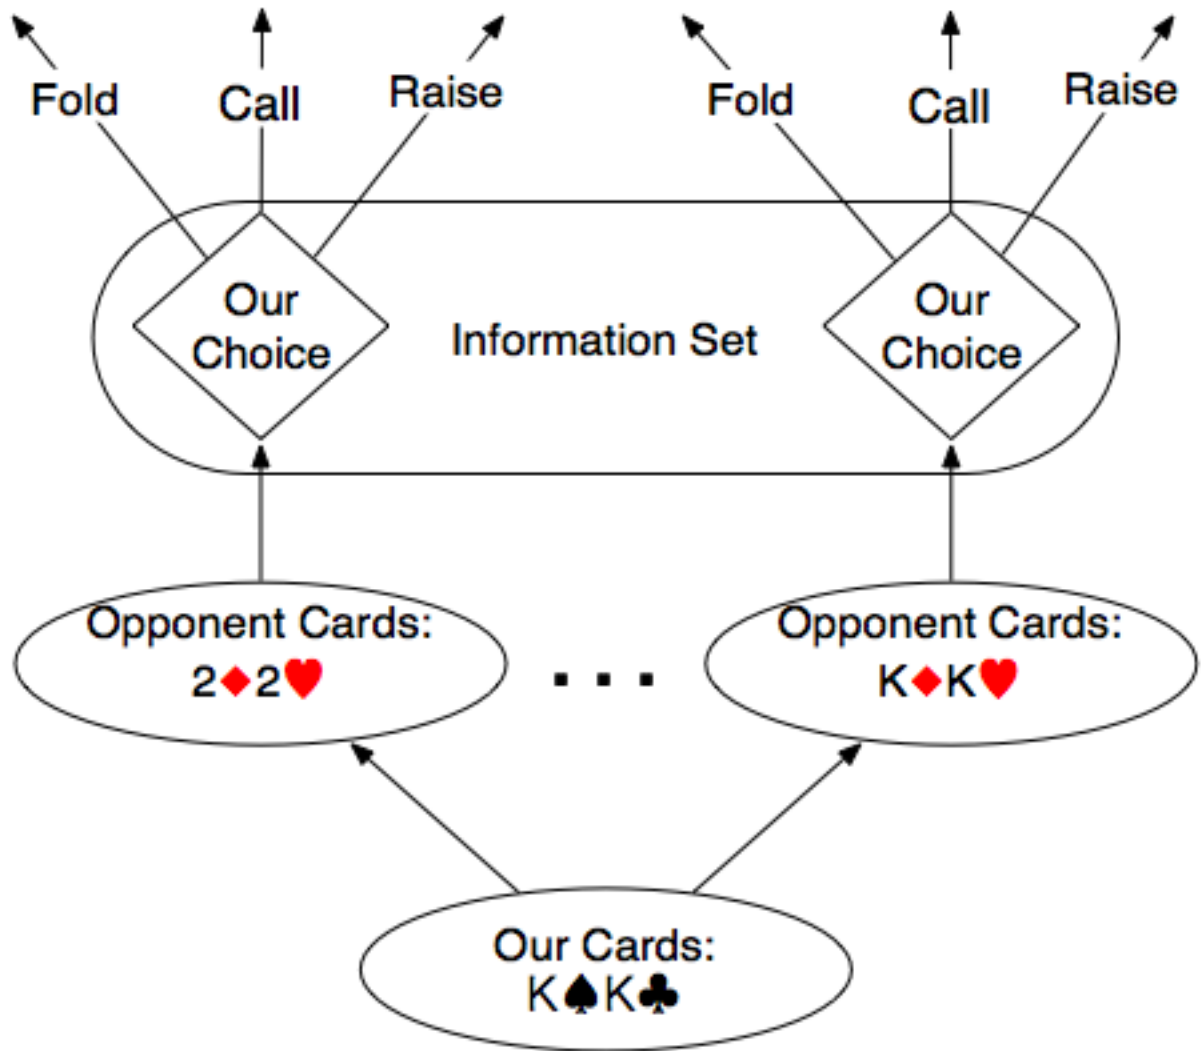 Fold
Call
Raise
Fold
Call
Raise
Our
Choice
Information Set
Our
Choice
Opponent Cards:
2♦2♥
...
Opponent Cards:
K♦K♥
Our Cards:
K♠K♣